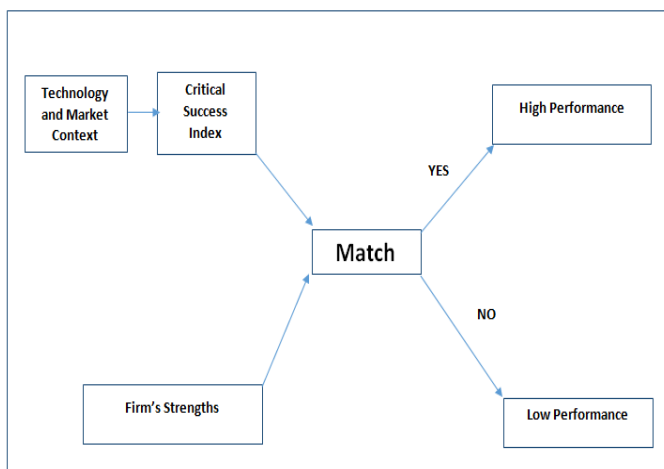 Technology
and Market
Context
Critical
Success
Index
High Performance
YES
Match
NO
Firm's Strengths
Low Performance